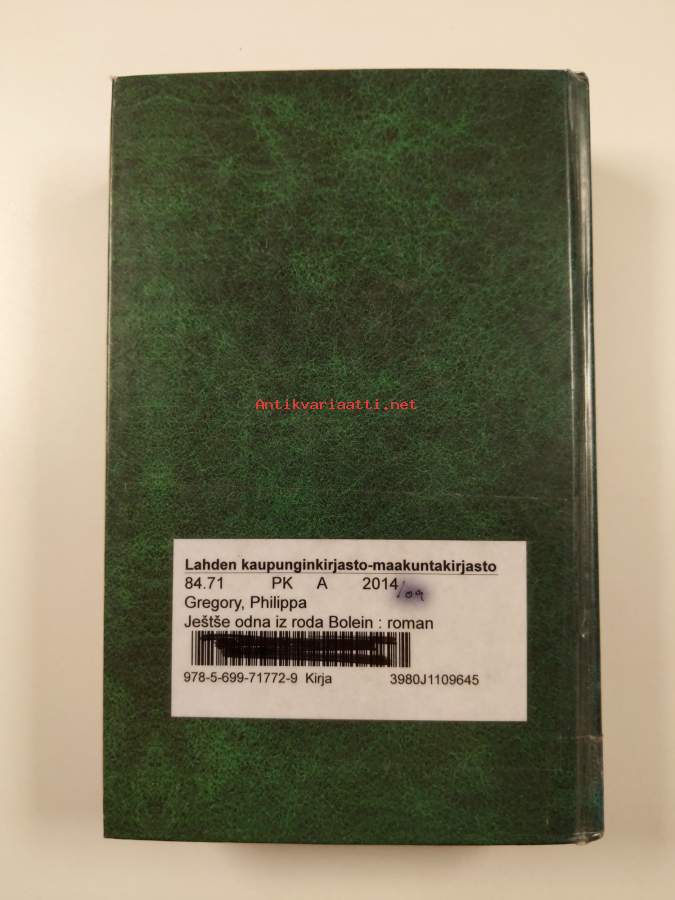 Antikvariaatti.net
Lahden kaupunginkirjasto-maakuntakirjasto
84.71 PK A 2014/09
Gregory, Philippa
Ještše odna iz roda Bolein : roman
978-5-699-71772-9 Kirja 3980J1109645